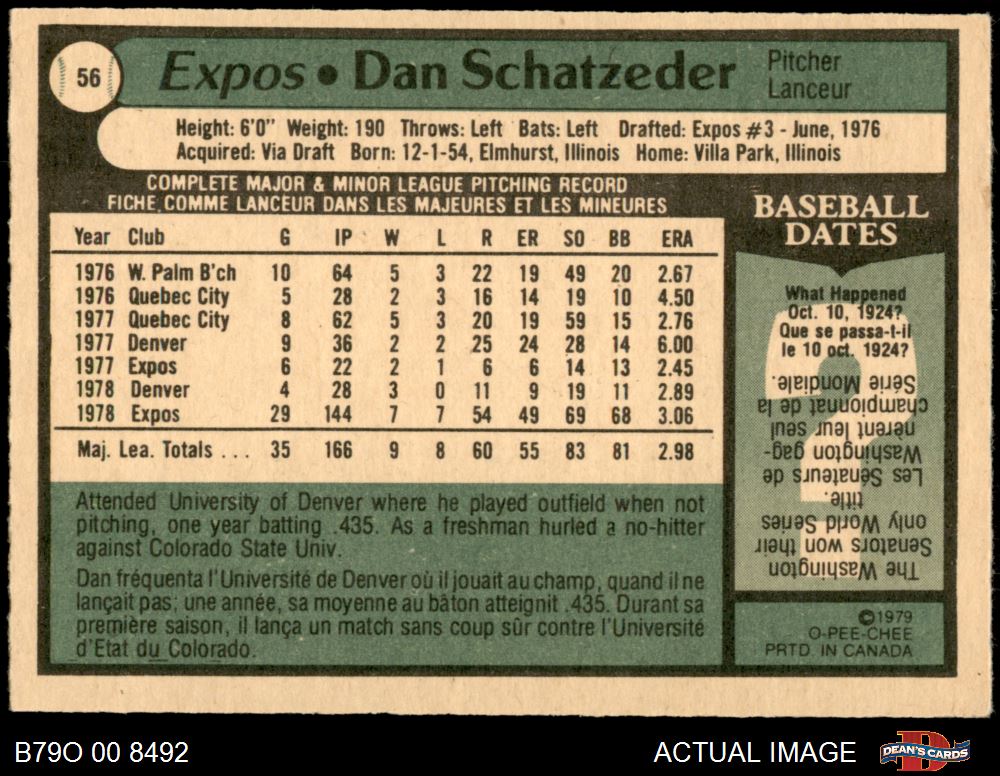 56
Expos • Dan Schatzeder
Pitcher
Lanceur
Height: 6'0" Weight: 190 Throws: Left Bats: Left Drafted: Expos #3 - June, 1976
Acquired: Via Draft Born: 12-1-54, Elmhurst, Illinois Home: Villa Park, Illinois
COMPLETE MAJOR & MINOR LEAGUE PITCHING RECORD
FICHE COMME LANCEUR DANS LES MAJEURES ET LES MINEURES
Year Club G IP W L R ER SO BB ERA
1976 W. Palm B'ch 10 64 5 3 22 19 49 20 2.67
1976 Quebec City 5 28 2 3 16 14 19 10 4.50
1977 Quebec City 8 62 5 3 20 19 59 15 2.76
1977 Denver 9 36 2 2 25 24 28 14 6.00
1977 Expos 6 22 2 1 6 6 14 13 2.45
1978 Denver 4 28 3 0 11 9 19 11 2.89
1978 Expos 29 144 7 7 54 49 69 68 3.06
Maj. Lea. Totals ... 35 166 9 8 60 55 83 81 2.98
Attended University of Denver where he played outfield when not
pitching, one year batting .435. As a freshman hurled a no-hitter
against Colorado State Univ.
Dan fréquenta l'Université de Denver où il jouait au champ, quand il ne
lançait pas; une année, sa moyenne au bâton atteignit .435. Durant sa
première saison, il lança un match sans coup sûr contre l'Université
d'Etat du Colorado.
BASEBALL
DATES
What Happened
Oct. 10, 1924?
Que se passa-t-il
le 10 oct. 1924?
The Washington
Senators won their
only World Series
title.
Les Sénateurs de
Washington gag-
nèrent leur seul
championnat de la
Série Mondiale.
©1979
O-PEE-CHEE
PRTD. IN CANADA
B79O 00 8492
ACTUAL IMAGE
DEAN'S CARDS